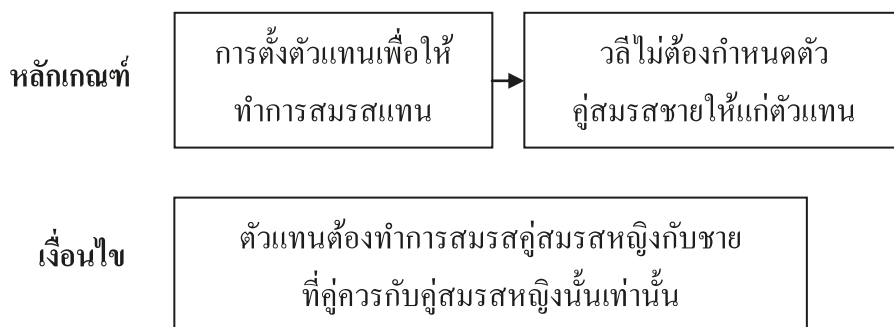 หลักเกณฑ์
การตั้งตัวแทนเพื่อให้
ทำการสมรสแทน
วลีไม่ต้องกำหนดตัว
คู่สมรสชายให้แก่ตัวแทน
เงื่อนไข
ตัวแทนต้องทำการสมรสคู่สมรสหญิงกับชาย
ที่คู่ควรกับคู่สมรสหญิงนั้นเท่านั้น